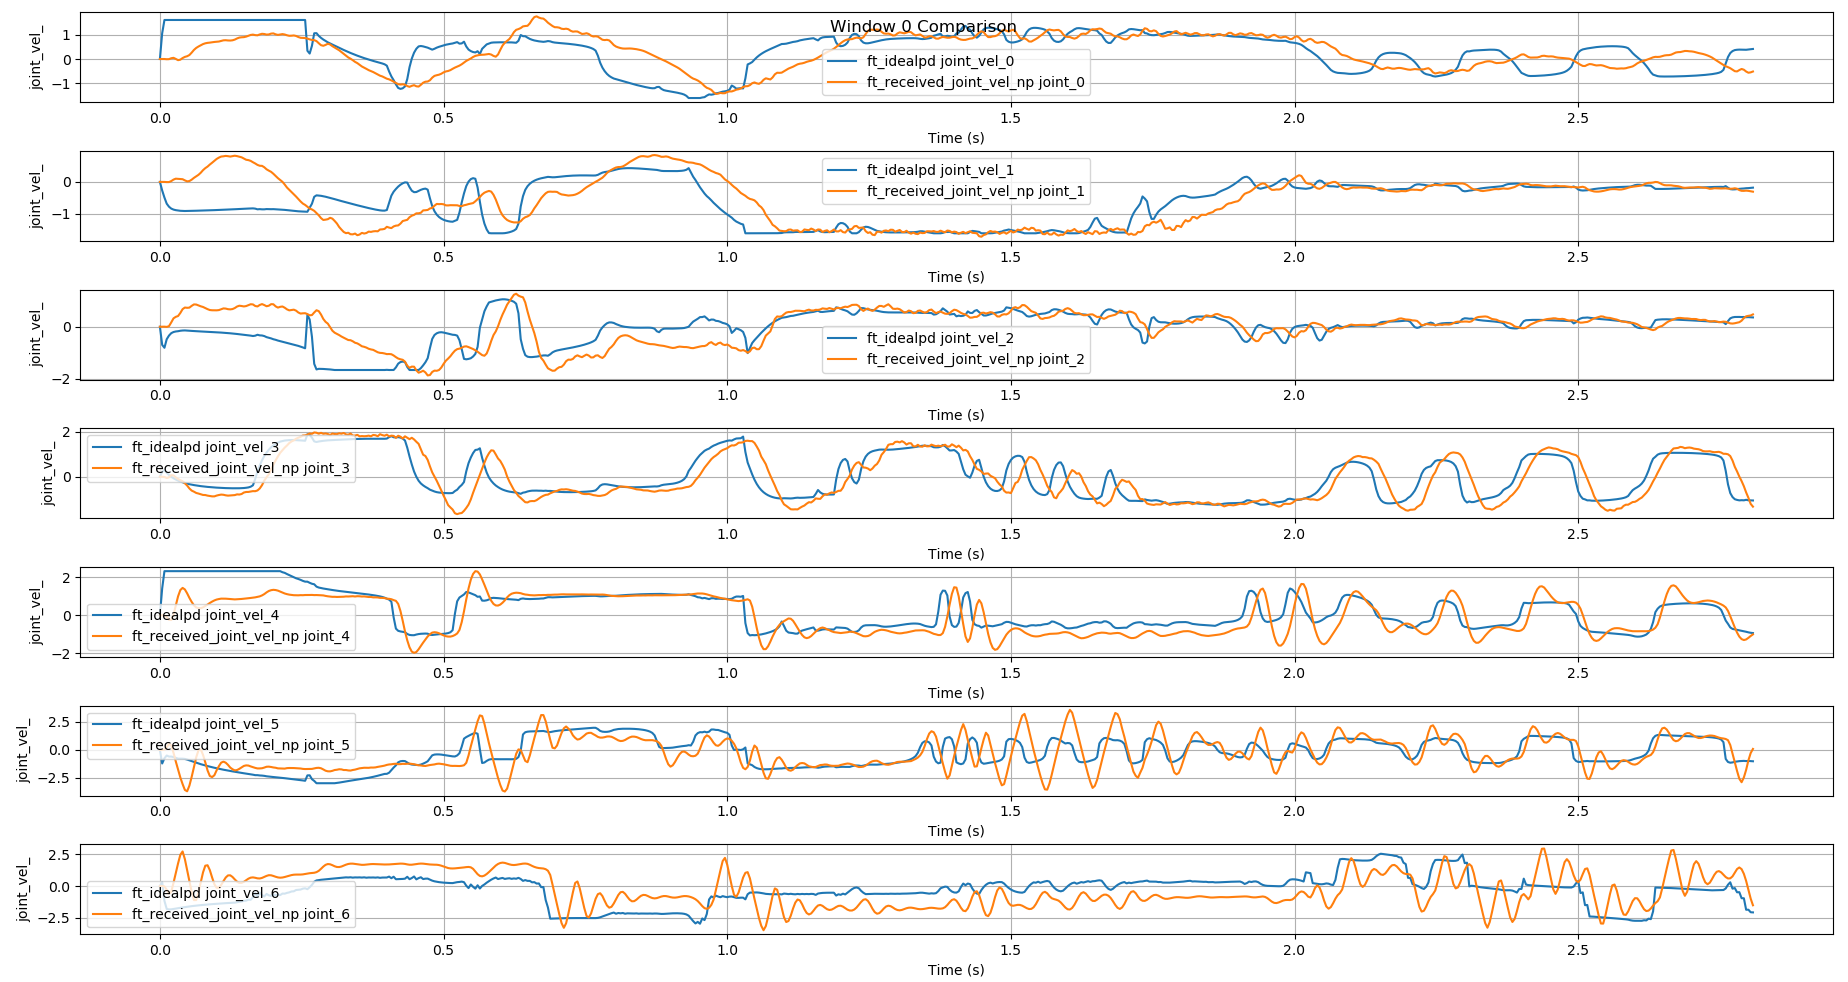 Window 0 Comparison
joint_vel_
1
0
−1
ft_idealpd joint_vel_0
ft_received_joint_vel_np joint_0
0.0 0.5 1.0 1.5 2.0 2.5
Time (s)
joint_vel_
0
−1
ft_idealpd joint_vel_1
ft_received_joint_vel_np joint_1
0.0 0.5 1.0 1.5 2.0 2.5
Time (s)
joint_vel_
0
−2
ft_idealpd joint_vel_2
ft_received_joint_vel_np joint_2
0.0 0.5 1.0 1.5 2.0 2.5
Time (s)
joint_vel_
2
0
ft_idealpd joint_vel_3
ft_received_joint_vel_np joint_3
0.0 0.5 1.0 1.5 2.0 2.5
Time (s)
joint_vel_
2
0
−2
ft_idealpd joint_vel_4
ft_received_joint_vel_np joint_4
0.0 0.5 1.0 1.5 2.0 2.5
Time (s)
joint_vel_
2.5
0.0
−2.5
ft_idealpd joint_vel_5
ft_received_joint_vel_np joint_5
0.0 0.5 1.0 1.5 2.0 2.5
Time (s)
joint_vel_
2.5
0.0
−2.5
ft_idealpd joint_vel_6
ft_received_joint_vel_np joint_6
0.0 0.5 1.0 1.5 2.0 2.5
Time (s)